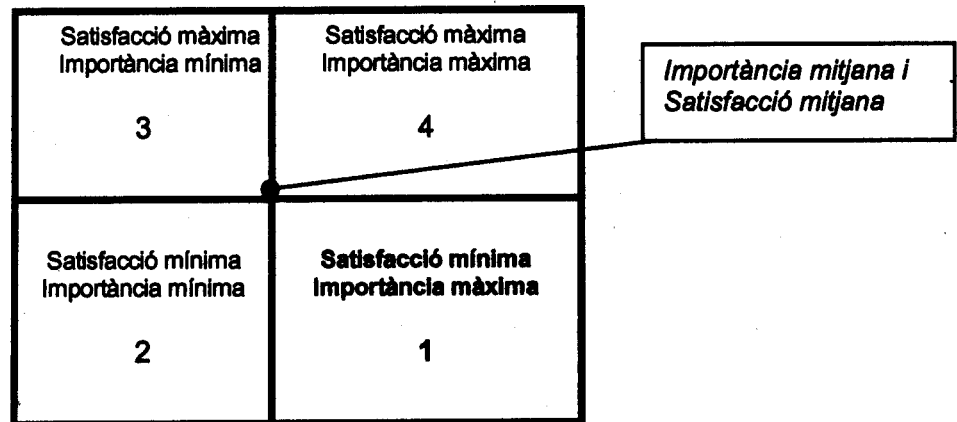 Satisfacció màxima
Importància mínima
3
Satisfacció màxima
Importància màxima
4
Importància mitjana i
Satisfacció mitjana
Satisfacció mínima
Importància mínima
2
Satisfacció mínima
Importància màxima
1